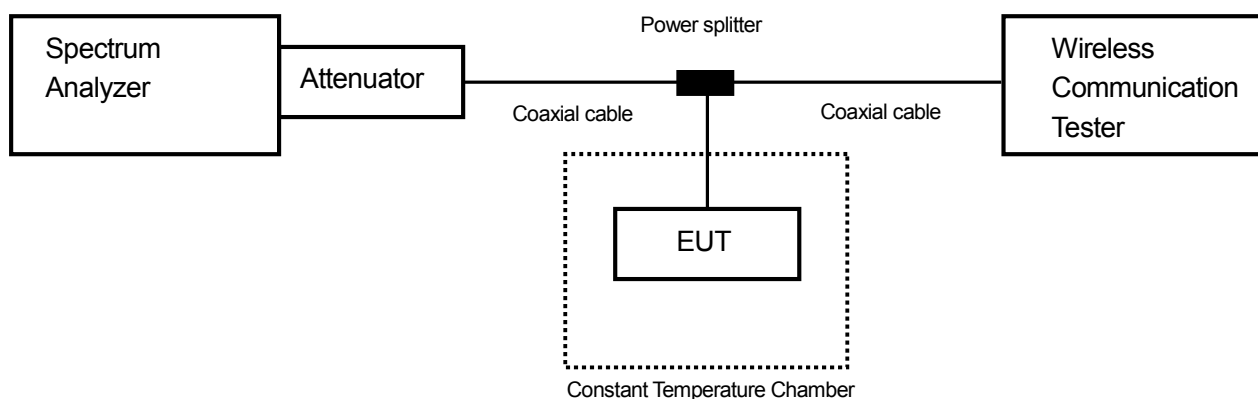 Power splitter
Spectrum
Analyzer
Attenuator
Wireless
Communication
Tester
Coaxial cable
Coaxial cable
EUT
Constant Temperature Chamber